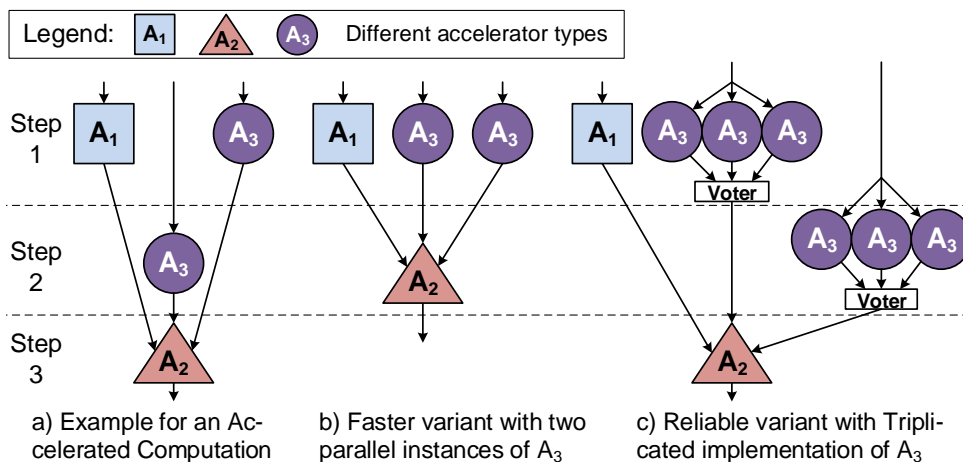 Legend: A₁ A₂ A₃ Different accelerator types
Step 1
A₁ A₃ A₁ A₃ A₃ A₁ A₃ A₃ A₃
Voter
Step 2
A₃ A₂ A₃ A₃ A₃
Voter
Step 3
A₂ A₂
a) Example for an Ac-
celerated Computation
b) Faster variant with two
parallel instances of A₃
c) Reliable variant with Tripli-
cated implementation of A₃